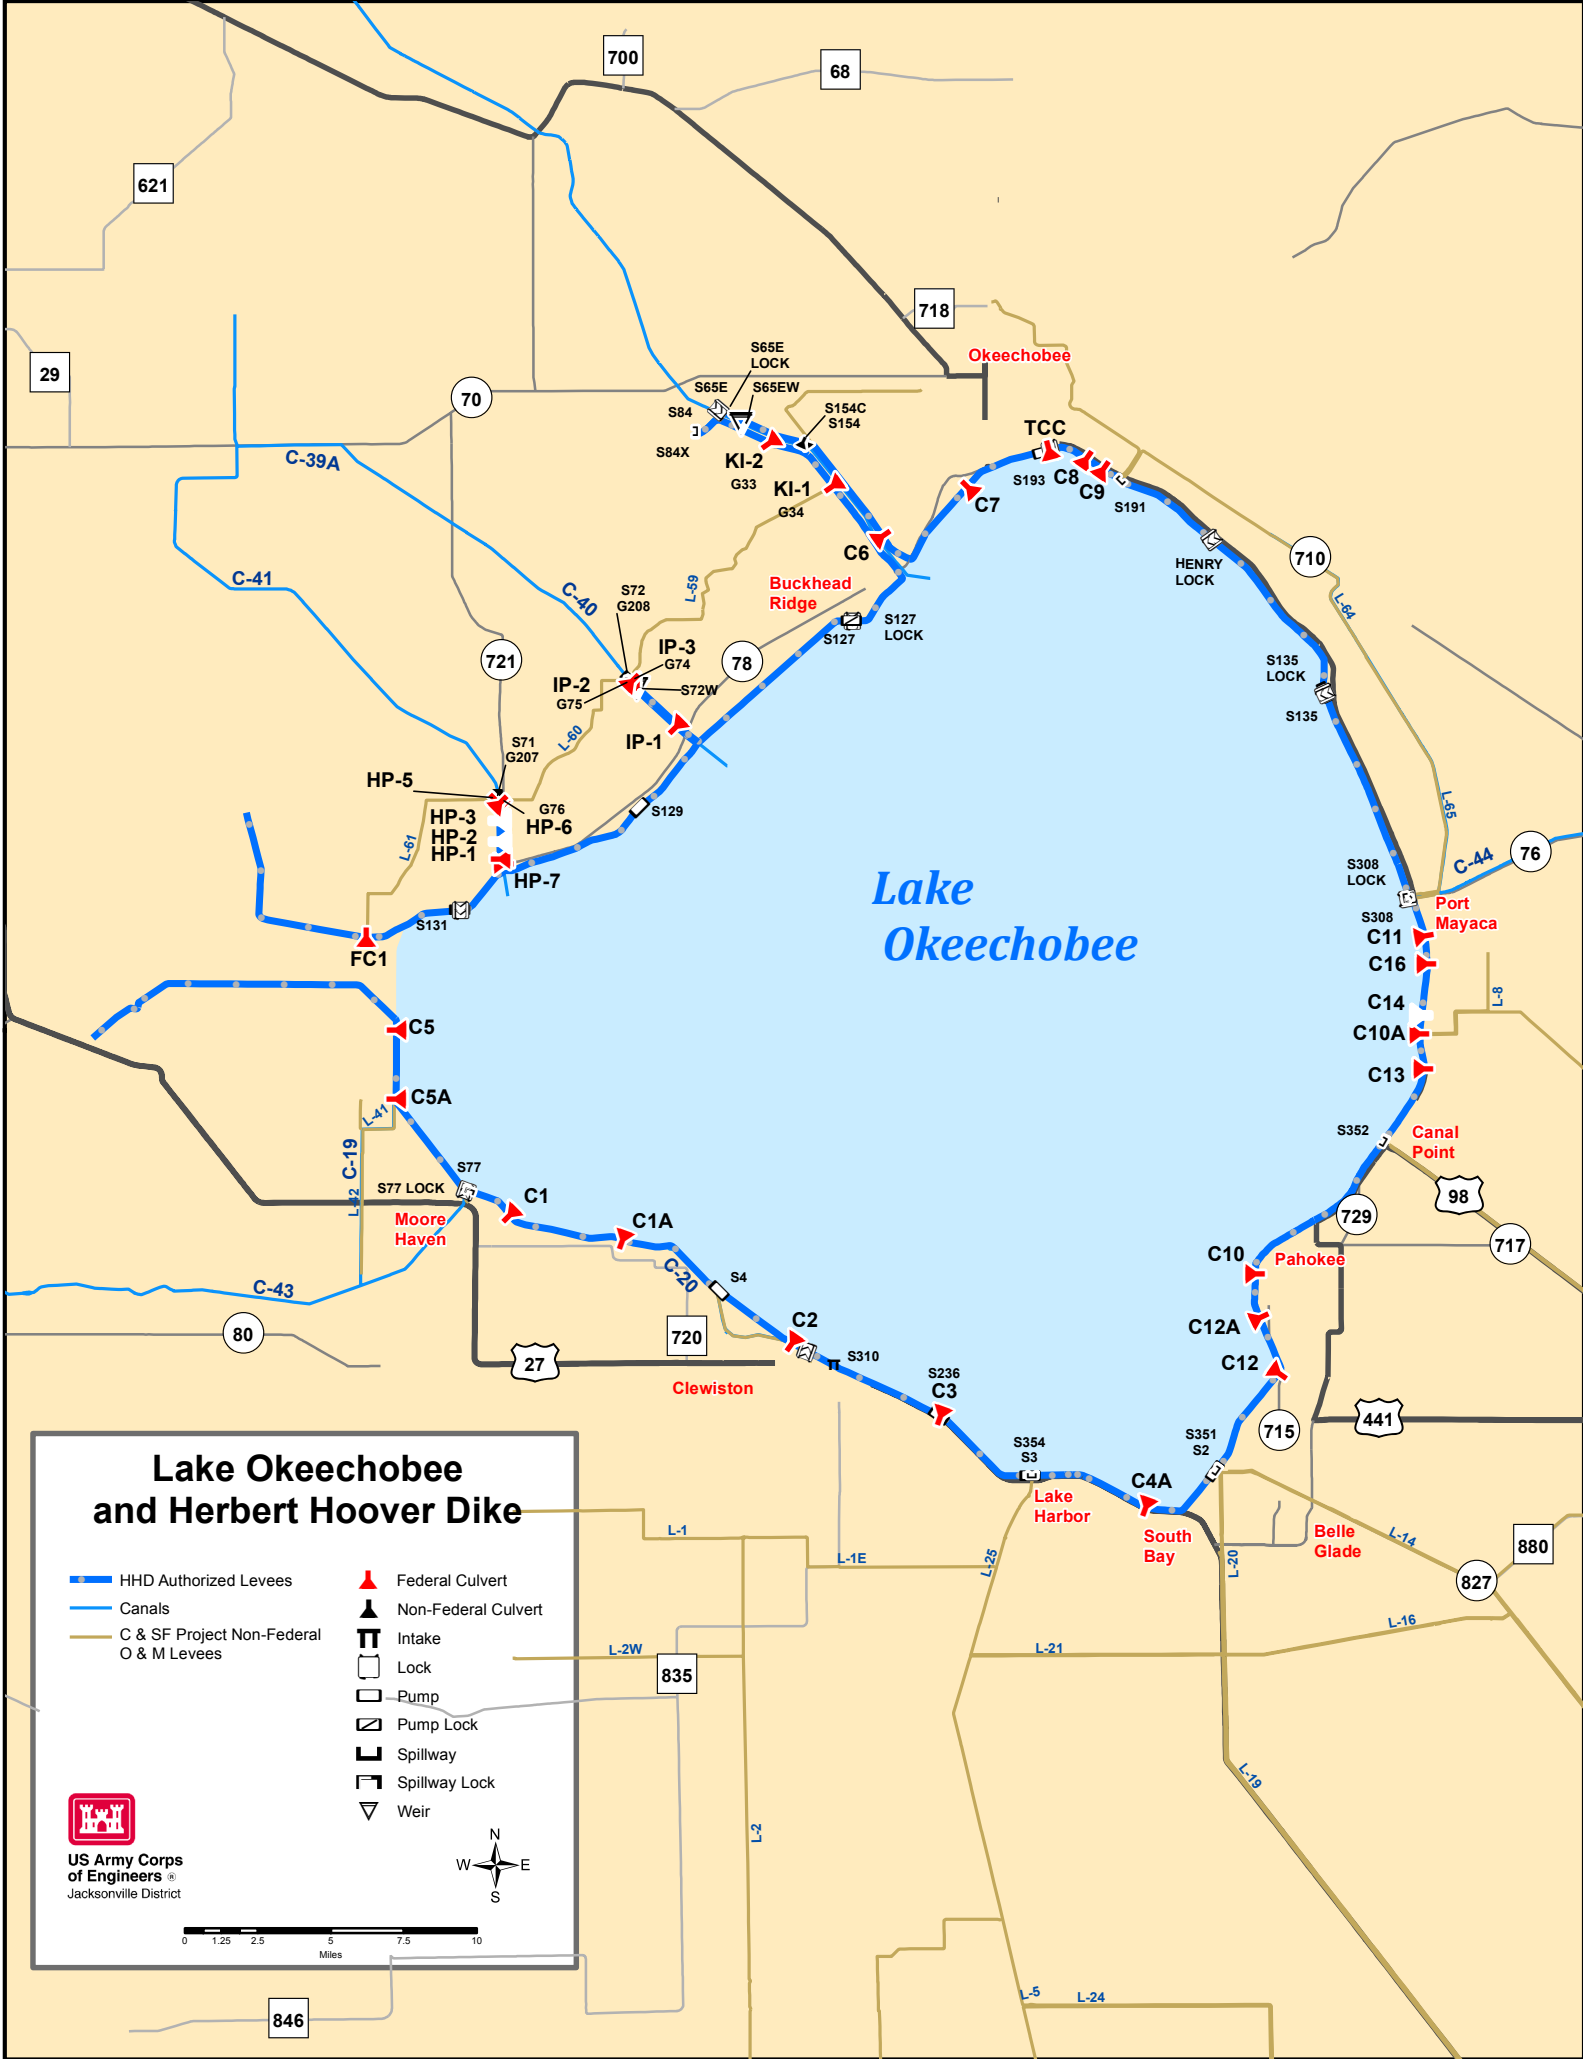 700
68
621
718
29
Okeechobee
S65E
LOCK
S65E
S65EW
70
S84
S154C
S154
TCC
S84X
C-39A
KI-2
G33
KI-1
G34
S193
C8
C9
S191
C7
C6
HENRY
LOCK
710
C-41
C-40
S72
G208
L-59
Buckhead
Ridge
L-64
S127
S127
LOCK
721
IP-3
G74
78
IP-2
G75
S72W
S135
LOCK
S135
IP-1
L-60
S71
G207
HP-5
G76
HP-6
HP-3
HP-2
HP-1
S129
L-61
L-65
C-44
76
HP-7
S308
LOCK
Lake
Okeechobee
Port
Mayaca
S308
S131
FC1
C11
C16
L-8
C14
C10A
C5
C13
C5A
L-41
C-19
S352
Canal
Point
S77
S77 LOCK
L-42
98
C1
Moore
Haven
C1A
729
717
C-20
C10
Pahokee
C-43
S4
80
C2
C12A
720
27
S310
C12
Clewiston
S236
C3
441
715
S351
S2
S354
S3
Lake
Harbor
C4A
South
Bay
Belle
Glade
L-14
880
L-1
L-1E
L-25
L-20
827
L-16
L-21
L-2W
835
L-19
L-2
L-5
L-24
846
Lake Okeechobee
and Herbert Hoover Dike
HHD Authorized Levees
Canals
C & SF Project Non-Federal
O & M Levees
Federal Culvert
Non-Federal Culvert
Intake
Lock
Pump
Pump Lock
Spillway
Spillway Lock
Weir
US Army Corps
of Engineers ®
Jacksonville District
N
W E
S
0 1.25 2.5 5 7.5 10
Miles